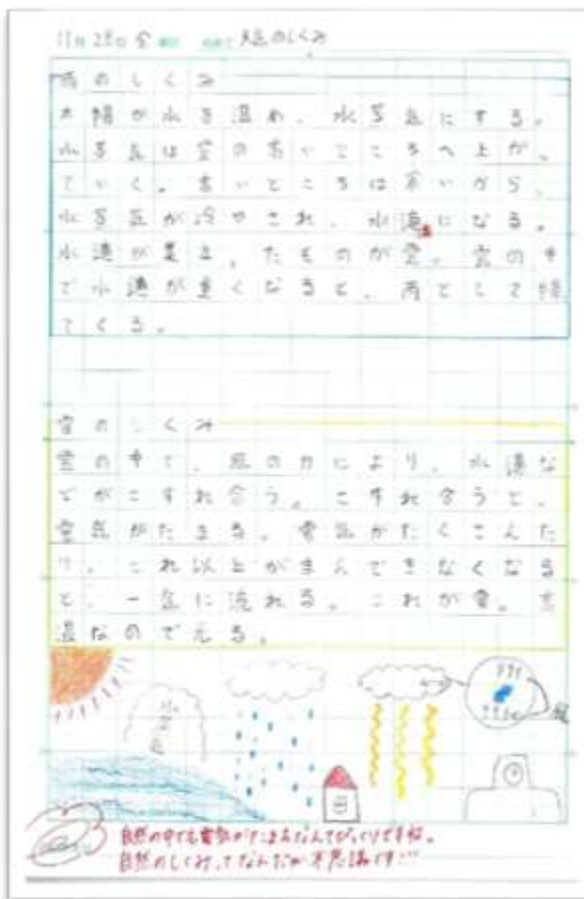 11月28日 金曜日 めあて 天気のしくみ
雨のしくみ
太陽が水を温め、水蒸気にする。
水蒸気は空の高いところへ上がっ
ていく。高いところは寒いから、
水蒸気が冷やされ、水滴になる。
水滴が集まったものが雲。雲の中
で水滴が重くなると、雨として降
てくる。
雷のしくみ
雲の中で、風の力により、水滴な
どがこすれ合う。こすれ合うと、
電気がたまる。電気がたくさんた
り、これ以上がまんできなくなる
と、一気に流れる。これが雷。高
温なので
自然の中でも電気がたまるなんてびっくりですね。
自然のしくみってなんだか不思議です…